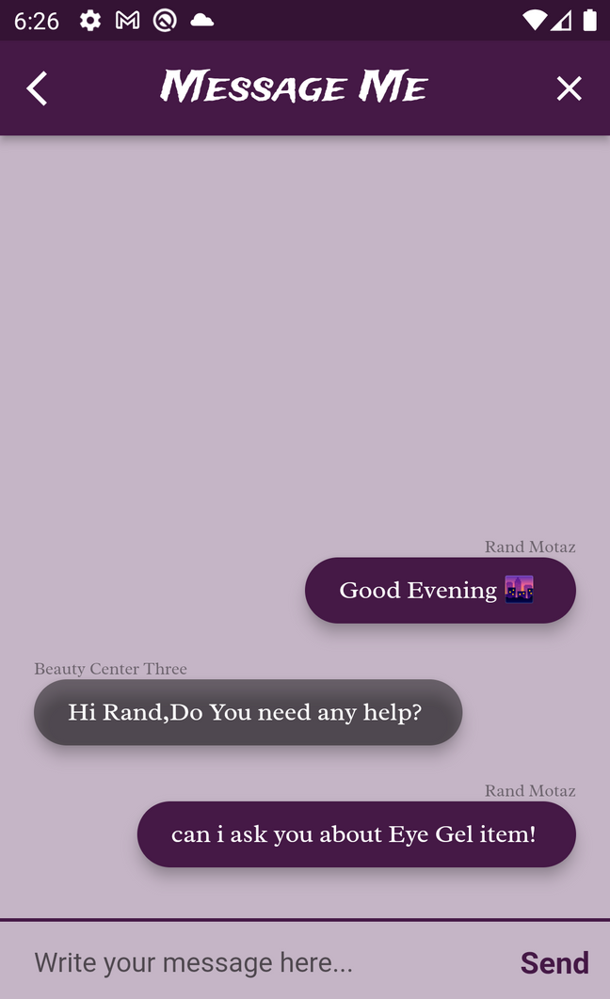 6:26
Message Me
Rand Motaz
Good Evening 🌆
Beauty Center Three
Hi Rand,Do You need any help?
Rand Motaz
can i ask you about Eye Gel item!
Write your message here...
Send